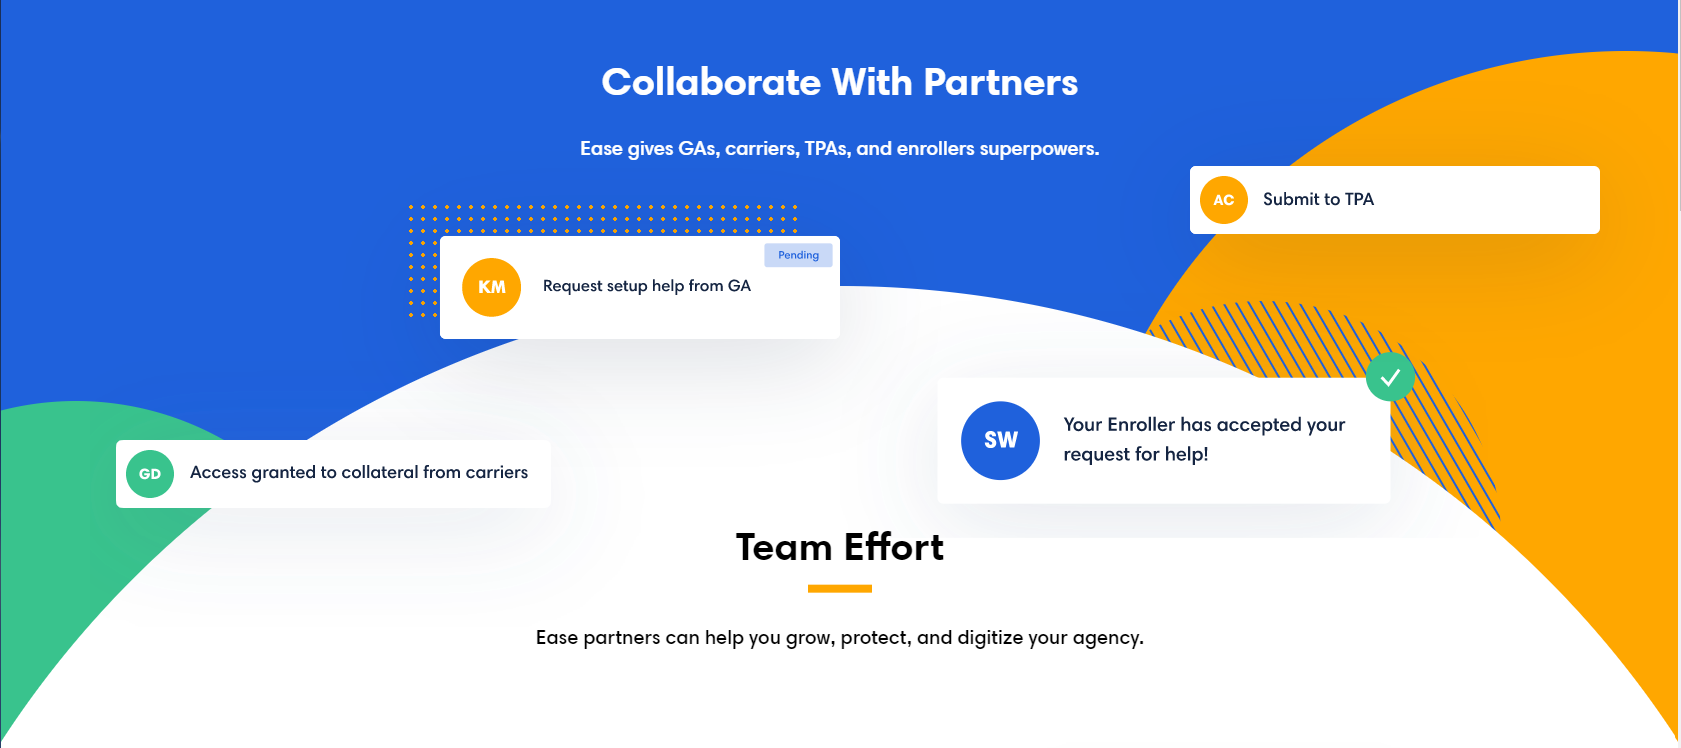 Collaborate With Partners
Ease gives GAs, carriers, TPAs, and enrollers superpowers.
AC
Submit to TPA
Pending
KM
Request setup help from GA
SW
Your Enroller has accepted your
request for help!
GD
Access granted to collateral from carriers
Team Effort
Ease partners can help you grow, protect, and digitize your agency.